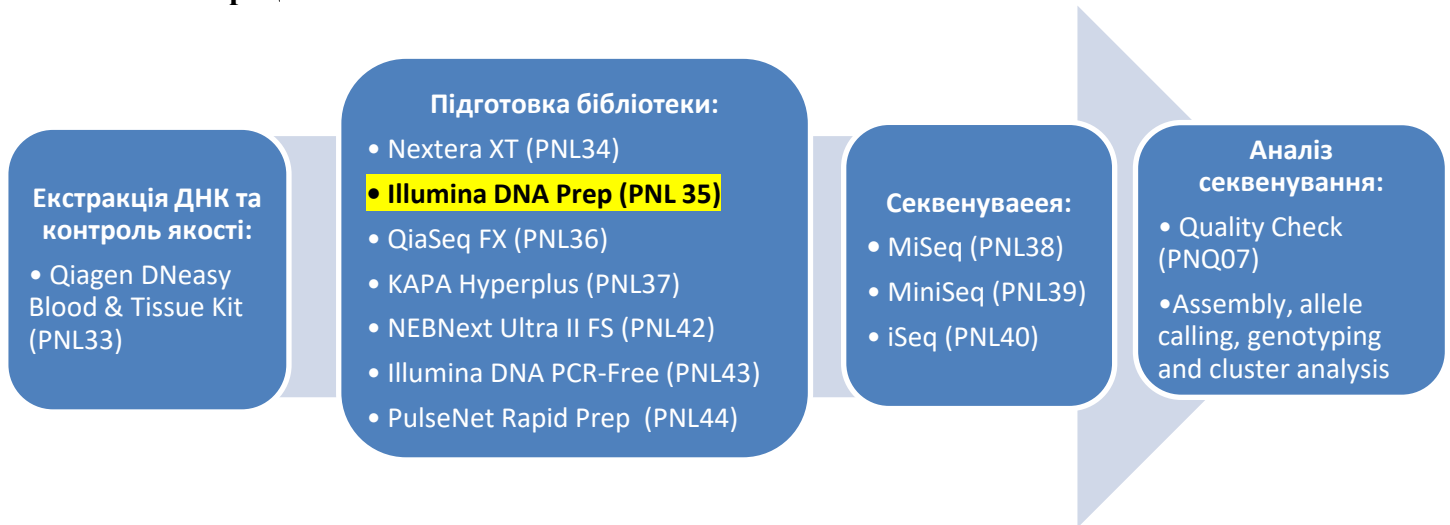 Екстракція ДНК та
контроль якості:
• Qiagen DNeasy
Blood & Tissue Kit
(PNL33)
Підготовка бібліотеки:
• Nextera XT (PNL34)
• Illumina DNA Prep (PNL 35)
• QiaSeq FX (PNL36)
• KAPA Hyperplus (PNL37)
• NEBNext Ultra II FS (PNL42)
• Illumina DNA PCR-Free (PNL43)
• PulseNet Rapid Prep (PNL44)
Секвенуваеея:
• MiSeq (PNL38)
• MiniSeq (PNL39)
• iSeq (PNL40)
Аналіз
секвенування:
• Quality Check
(PNQ07)
•Assembly, allele
calling, genotyping
and cluster analysis